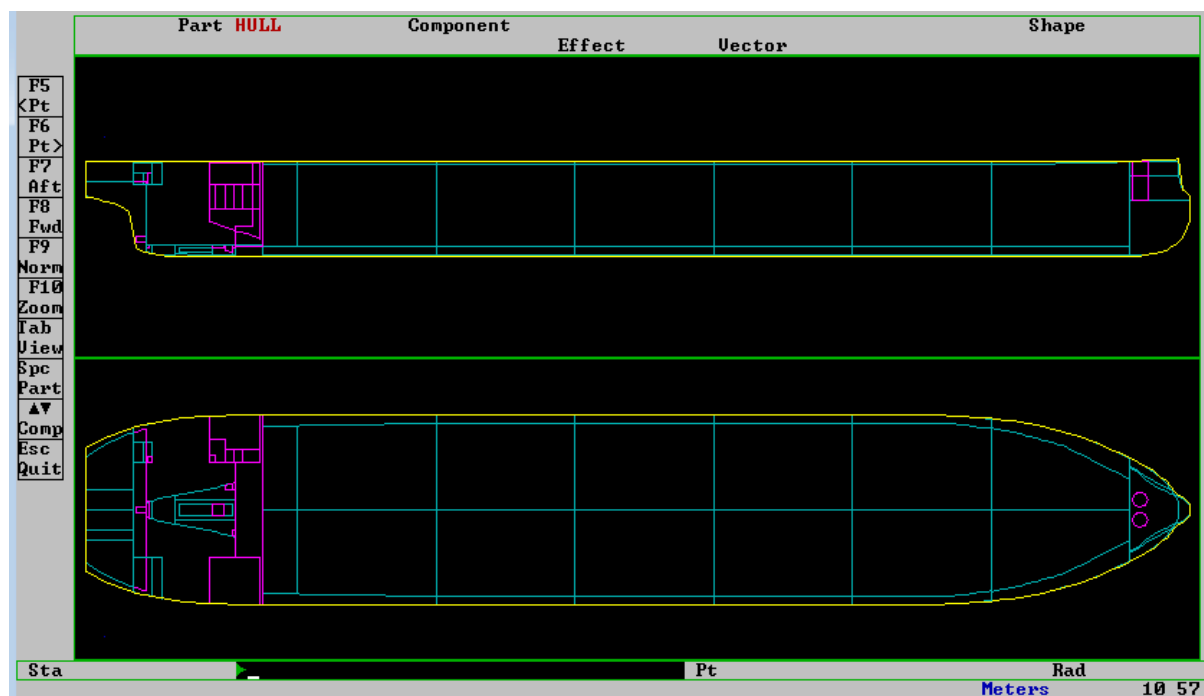 Part HULL Component Shape
Effect Vector
F5
<Pt
F6
Pt>
F7
Aft
F8
Fwd
F9
Norm
F10
Zoom
Tab
View
Spc
Part
▲▼
Comp
Esc
Quit
Sta Pt Rad
Meters 10 57